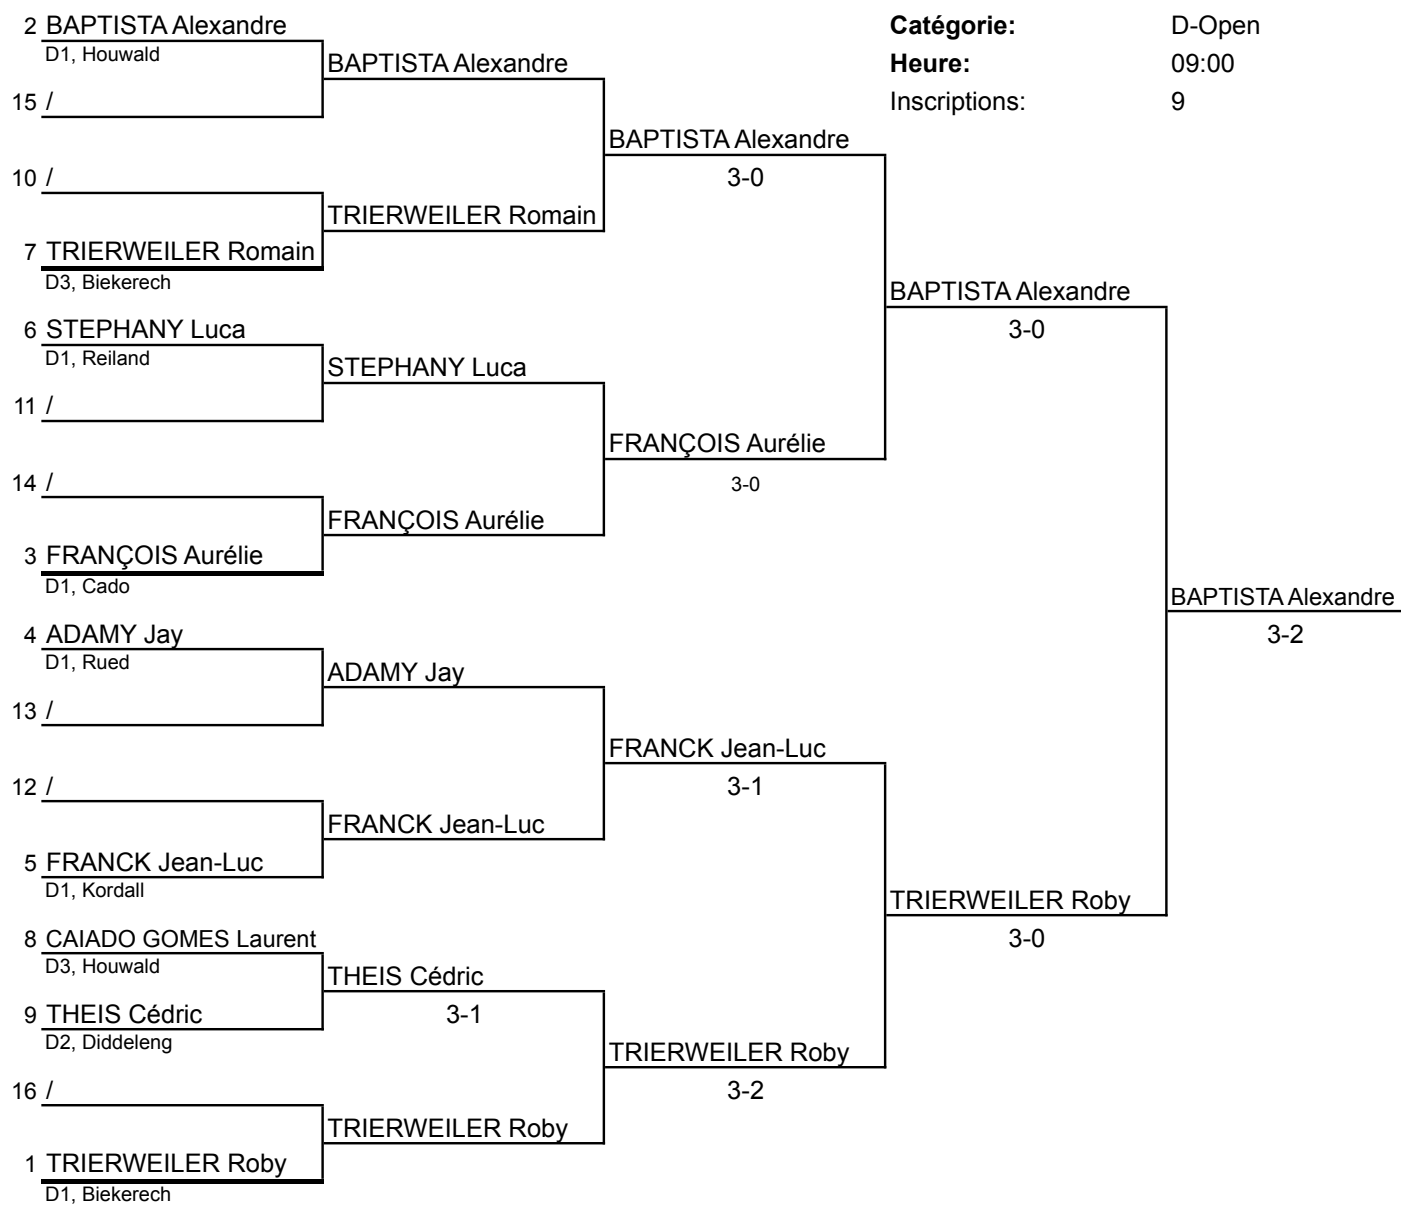 2 BAPTISTA Alexandre
D1, Houwald
15 /
10 /
7 TRIERWEILER Romain
D3, Biekerech
6 STEPHANY Luca
D1, Reiland
11 /
14 /
3 FRANÇOIS Aurélie
D1, Cado
4 ADAMY Jay
D1, Rued
13 /
12 /
5 FRANCK Jean-Luc
D1, Kordall
8 CAIADO GOMES Laurent
D3, Houwald
9 THEIS Cédric
D2, Diddeleng
16 /
1 TRIERWEILER Roby
D1, Biekerech
BAPTISTA Alexandre
TRIERWEILER Romain
STEPHANY Luca
FRANÇOIS Aurélie
ADAMY Jay
FRANCK Jean-Luc
THEIS Cédric
3-1
TRIERWEILER Roby
BAPTISTA Alexandre
3-0
FRANÇOIS Aurélie
3-0
FRANCK Jean-Luc
3-1
TRIERWEILER Roby
3-2
Catégorie: D-Open
Heure: 09:00
Inscriptions: 9
BAPTISTA Alexandre
3-0
TRIERWEILER Roby
3-0
BAPTISTA Alexandre
3-2